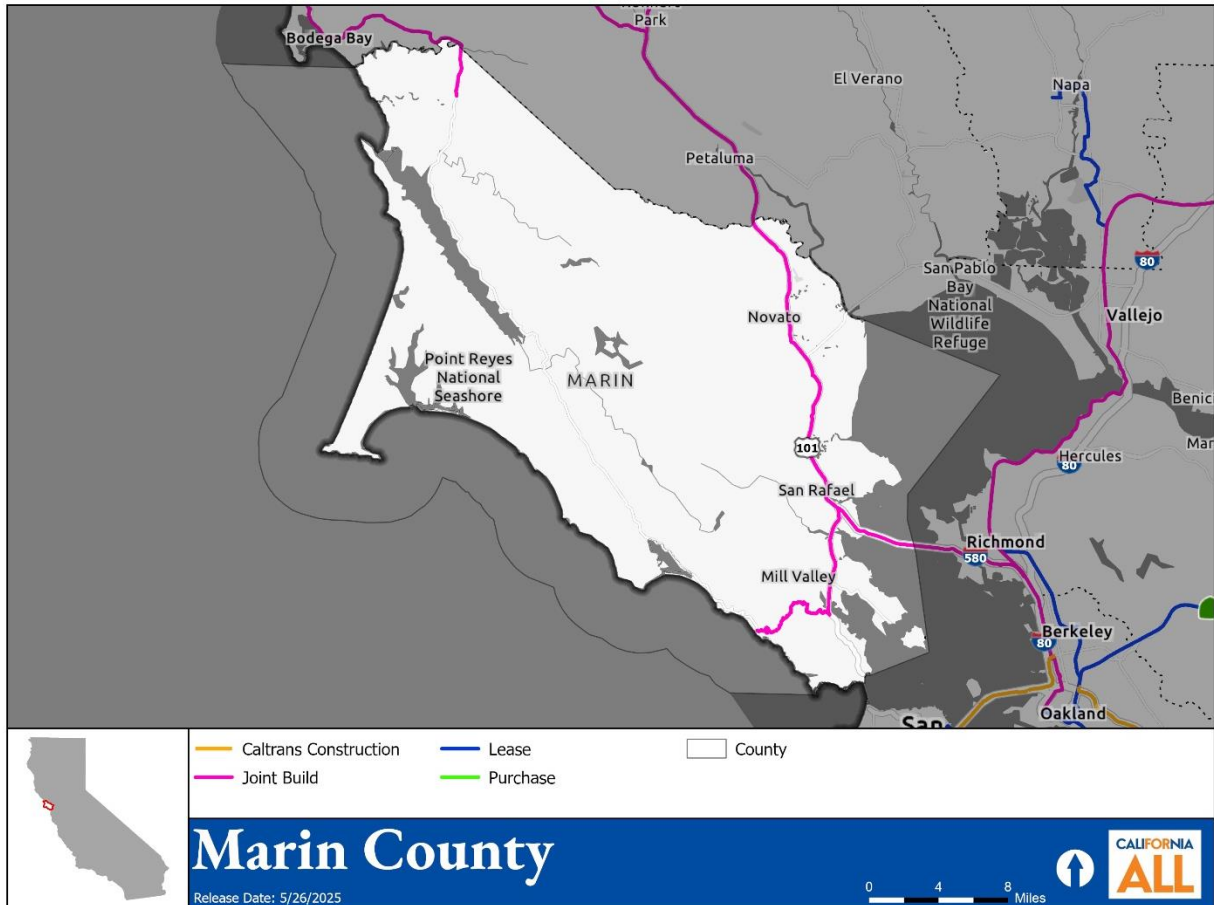 Park
Bodega Bay
El Verano
Napa
Petaluma
80
San Pablo
Bay
National
Wildlife
Refuge
Vallejo
Novato
Point Reyes
National
Seashore
MARIN
101
Hercules
80
San Rafael
Richmond
580
Mill Valley
Berkeley
80
Oakland
Caltrans Construction
Joint Build
Lease
Purchase
County
Marin County
Release Date: 5/26/2025
0 4 8
Miles
CALIFORNIA
ALL